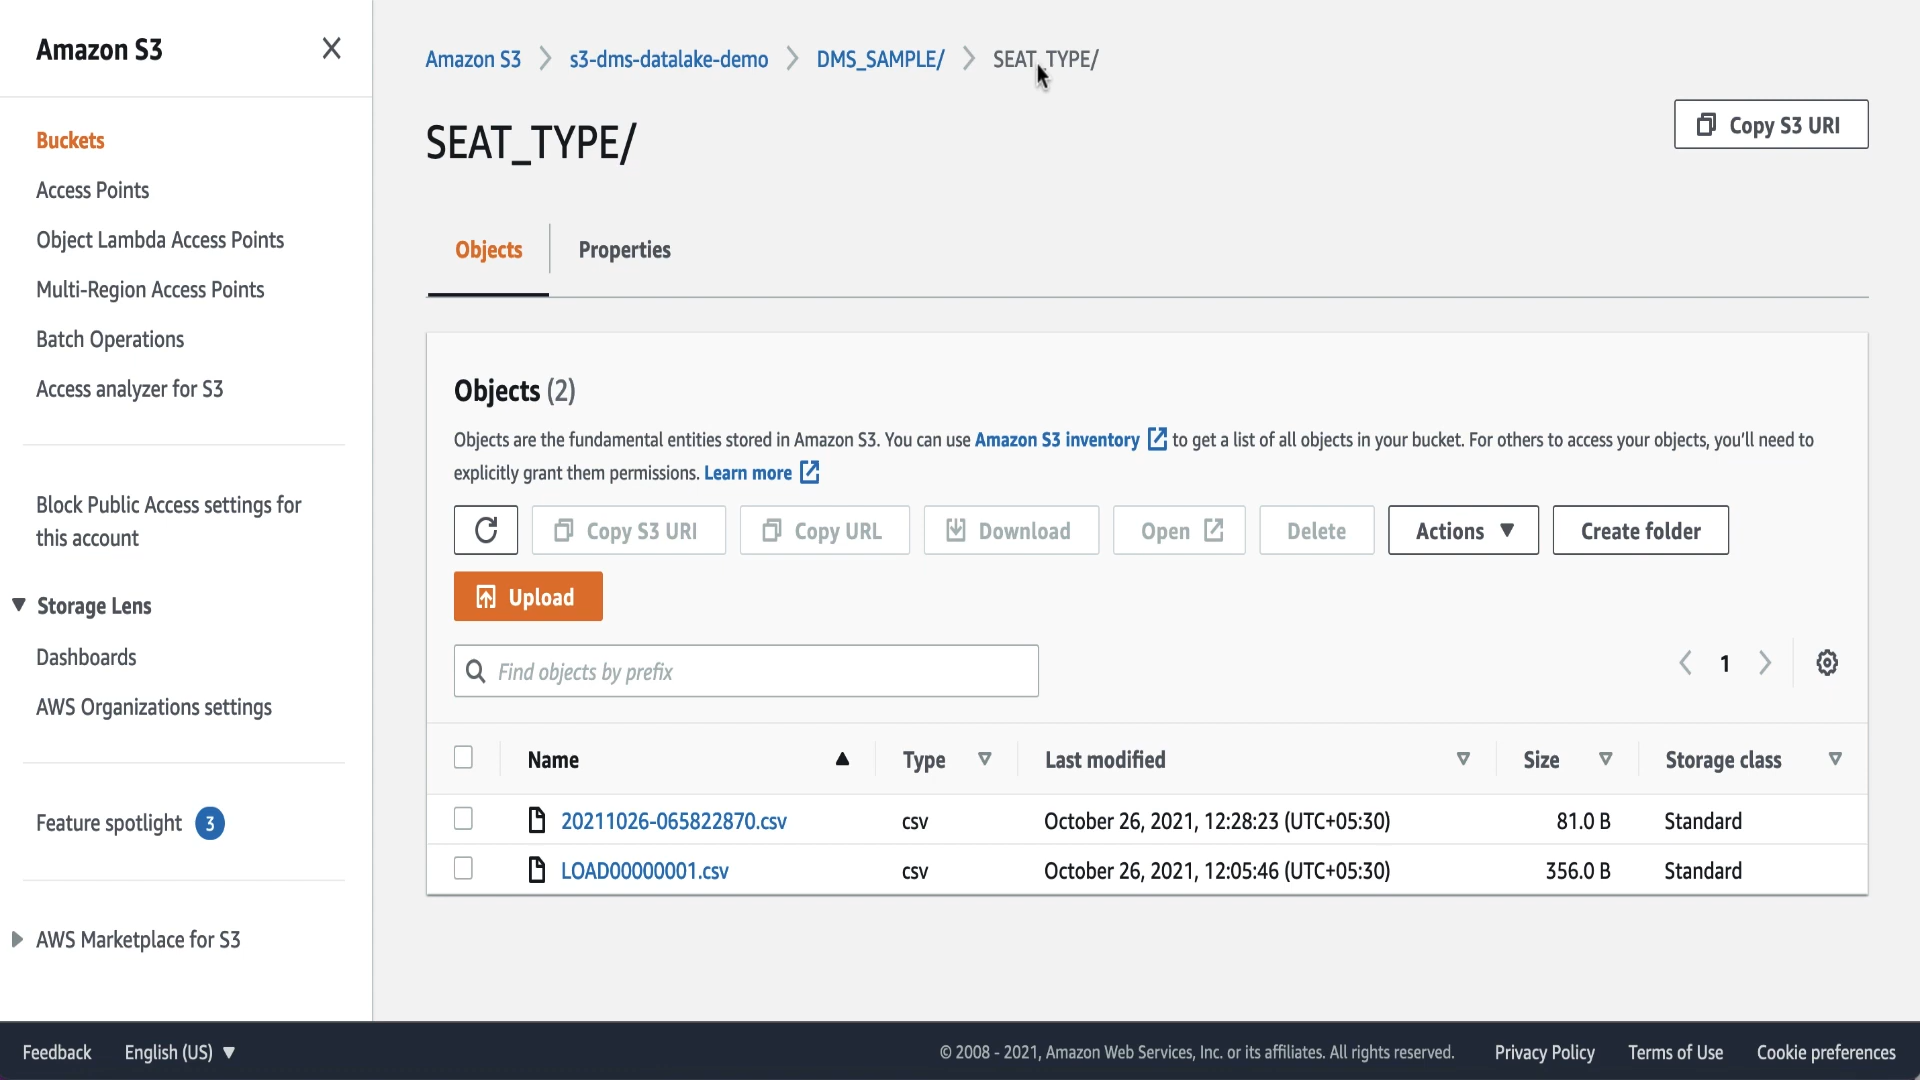 Amazon S3
Buckets
Access Points
Object Lambda Access Points
Multi-Region Access Points
Batch Operations
Access analyzer for S3
Block Public Access settings for
this account
Storage Lens
Dashboards
AWS Organizations settings
Feature spotlight 3
AWS Marketplace for S3
Amazon S3 s3-dms-datalake-demo DMS_SAMPLE/ SEAT_TYPE/
SEAT_TYPE/
Copy S3 URI
Objects Properties
Objects (2)
Objects are the fundamental entities stored in Amazon S3. You can use Amazon S3 inventory to get a list of all objects in your bucket. For others to access your objects, you'll need to
explicitly grant them permissions. Learn more
Copy S3 URI Copy URL Download Open Delete Actions Create folder
Upload
Find objects by prefix
1
Name Type Last modified Size Storage class
20211026-065822870.csv csv October 26, 2021, 12:28:23 (UTC+05:30) 81.0 B Standard
LOAD00000001.csv csv October 26, 2021, 12:05:46 (UTC+05:30) 356.0 B Standard
Feedback English (US) © 2008 - 2021, Amazon Web Services, Inc. or its affiliates. All rights reserved. Privacy Policy Terms of Use Cookie preferences